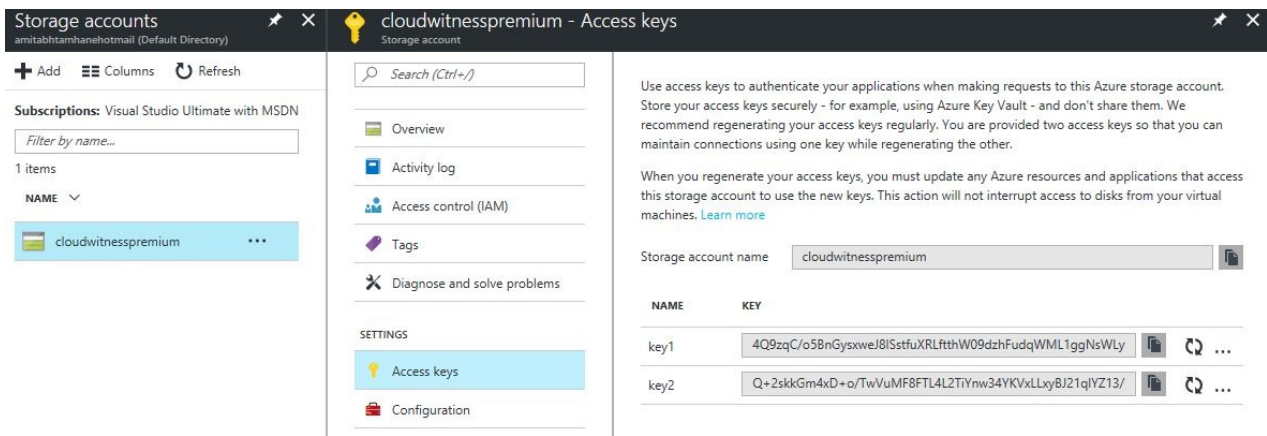 Storage accounts
amitabhtamhanehotmail (Default Directory)
Add Columns Refresh
Subscriptions: Visual Studio Ultimate with MSDN
Filter by name...
1 items
NAME
cloudwitnesspremium ...
cloudwitnesspremium - Access keys
Storage account
Search (Ctrl+/)
Overview
Activity log
Access control (IAM)
Tags
Diagnose and solve problems
SETTINGS
Access keys
Configuration
Use access keys to authenticate your applications when making requests to this Azure storage account.
Store your access keys securely - for example, using Azure Key Vault - and don't share them. We
recommend regenerating your access keys regularly. You are provided two access keys so that you can
maintain connections using one key while regenerating the other.
When you regenerate your access keys, you must update any Azure resources and applications that access
this storage account to use the new keys. This action will not interrupt access to disks from your virtual
machines. Learn more
Storage account name cloudwitnesspremium
NAME KEY
key1
key2